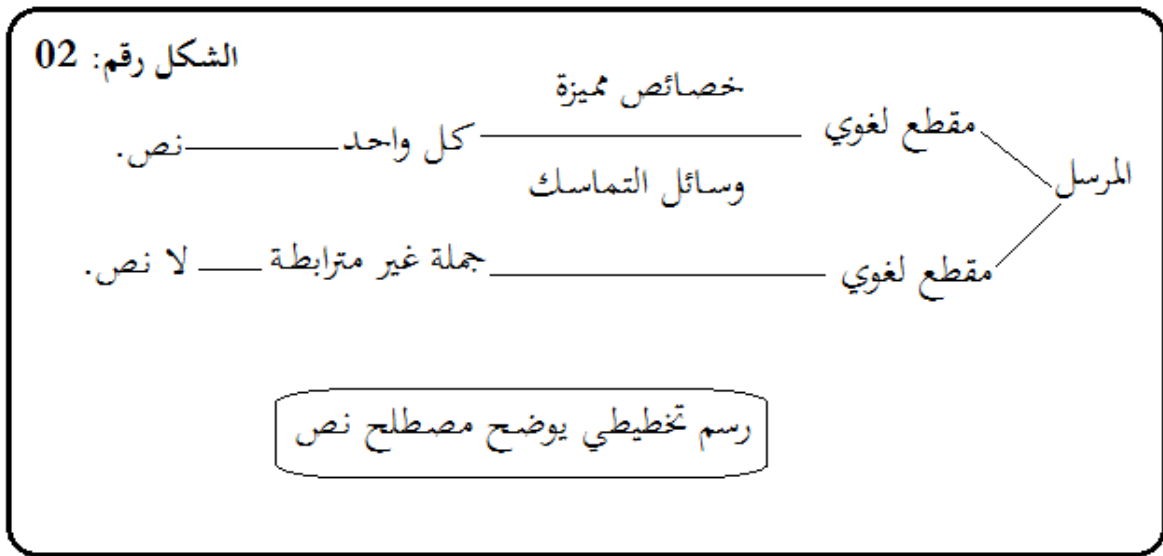 الشكل رقم: 02
خصائص مميزة
المرسل
مقطع لغوي كل واحد نص.
وسائل التماسك
مقطع لغوي جملة غير مترابطة لا نص.
رسم تخطيطي يوضح مصطلح نص